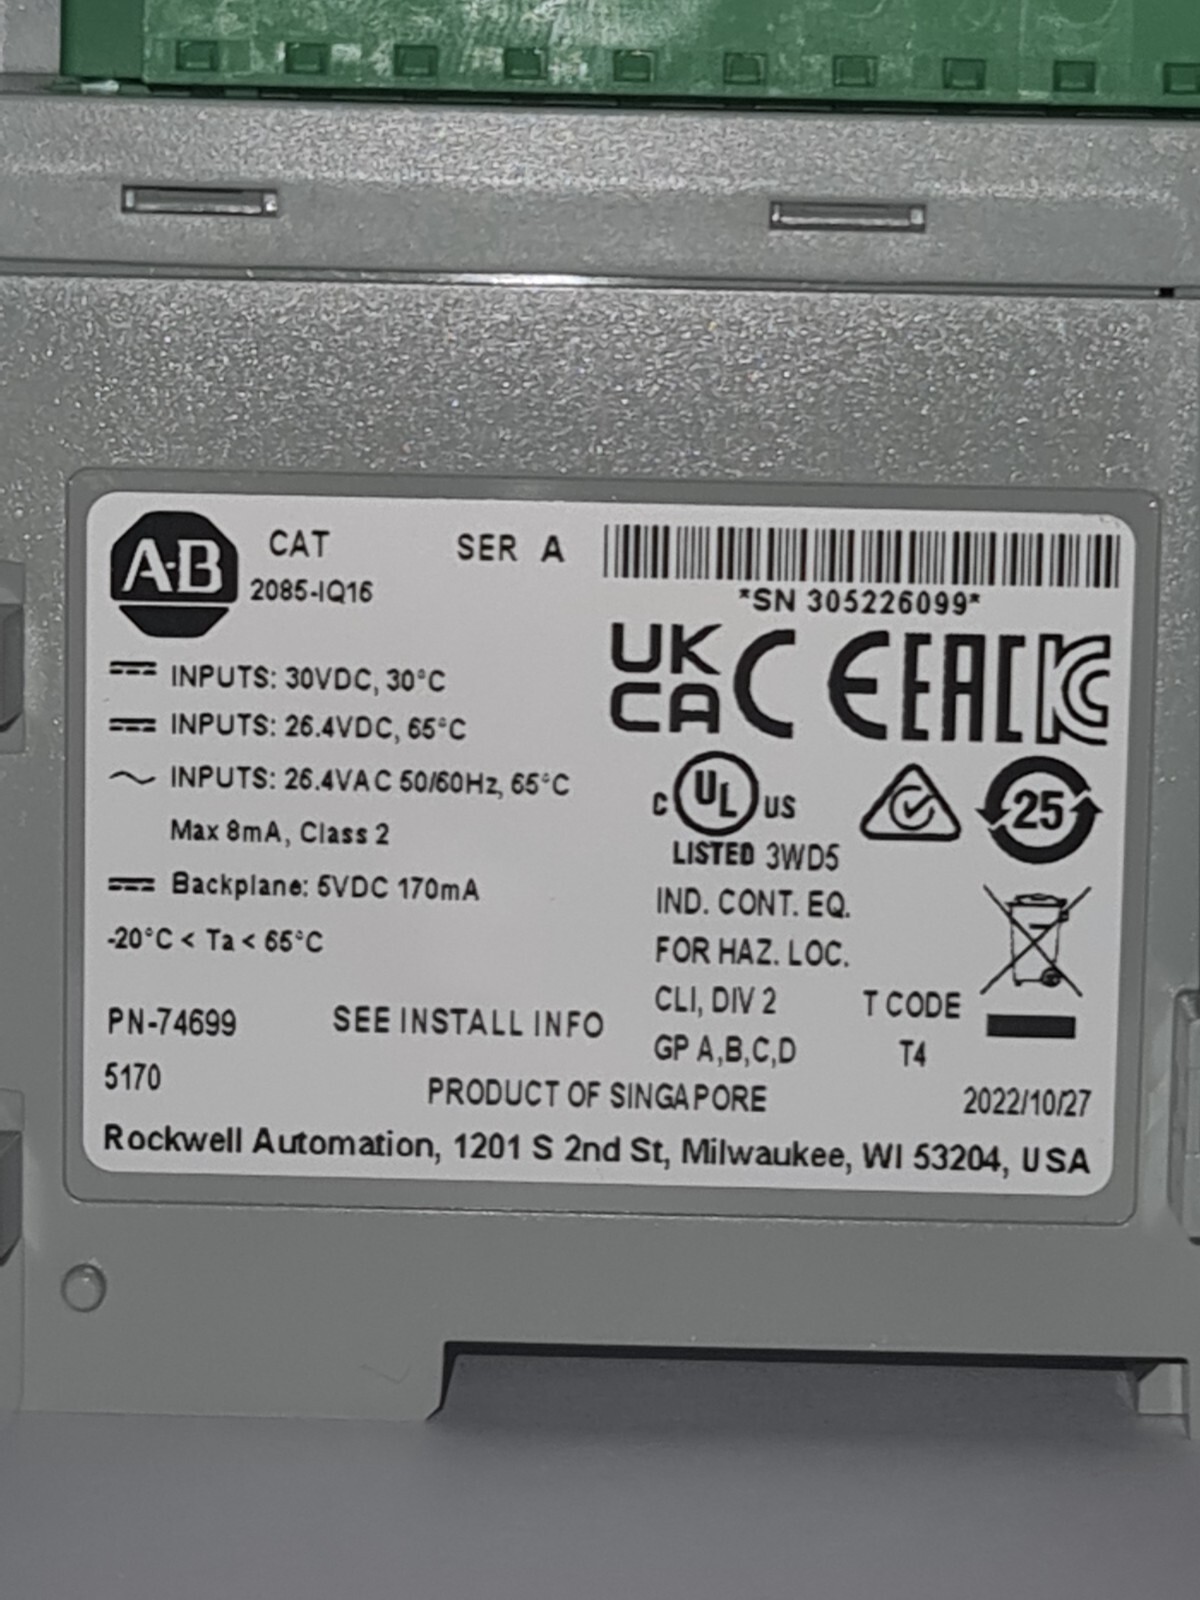 A-B
CAT
SER A
2085-IQ16
*SN 305226099*
INPUTS: 30VDC, 30°C
INPUTS: 26.4VDC, 65°C
INPUTS: 26.4VAC 50/60Hz, 65°C
Max 8mA, Class 2
Backplane: 5VDC 170mA
-20°C < Ta < 65°C
PN-74699
5170
SEE INSTALL INFO
UK
CA
CE
EAC
KC
C UL US
LISTED 3WD5
25
IND. CONT. EQ.
FOR HAZ. LOC.
CLI, DIV 2
GP A,B,C,D
T CODE
T4
PRODUCT OF SINGAPORE
2022/10/27
Rockwell Automation, 1201 S 2nd St, Milwaukee, WI 53204, USA